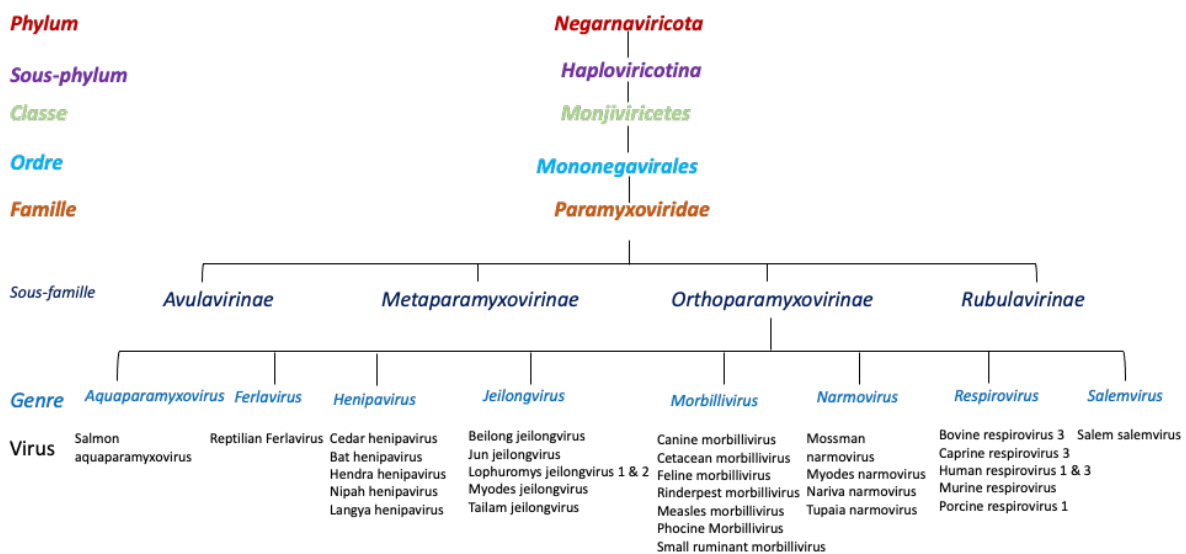 Phylum Negarnaviricota
Sous-phylum Haploviricotina
Classe Monjiviricetes
Ordre Mononegavirales
Famille Paramyxoviridae
Sous-famille Avulavirinae Metaparamyxovirinae Orthoparamyxovirinae Rubulavirinae
Genre Aquaparamyxovirus Ferlavirus Henipavirus Jeilongvirus Morbillivirus Narmovirus Respirovirus Salemvirus
Virus
Salmon
aquaparamyxovirus
Reptilian Ferlavirus
Cedar henipavirus
Bat henipavirus
Hendra henipavirus
Nipah henipavirus
Langya henipavirus
Beilong jeilongvirus
Jun jeilongvirus
Lophuromys jeilongvirus 1 & 2
Myodes jeilongvirus
Tailam jeilongvirus
Canine morbillivirus
Cetacean morbillivirus
Feline morbillivirus
Rinderpest morbillivirus
Measles morbillivirus
Phocine Morbillivirus
Small ruminant morbillivirus
Mossman
narmovirus
Myodes narmovirus
Nariva narmovirus
Tupaia narmovirus
Bovine respirovirus 3
Caprine respirovirus 3
Human respirovirus 1 & 3
Murine respirovirus
Porcine respirovirus 1
Salem salemvirus